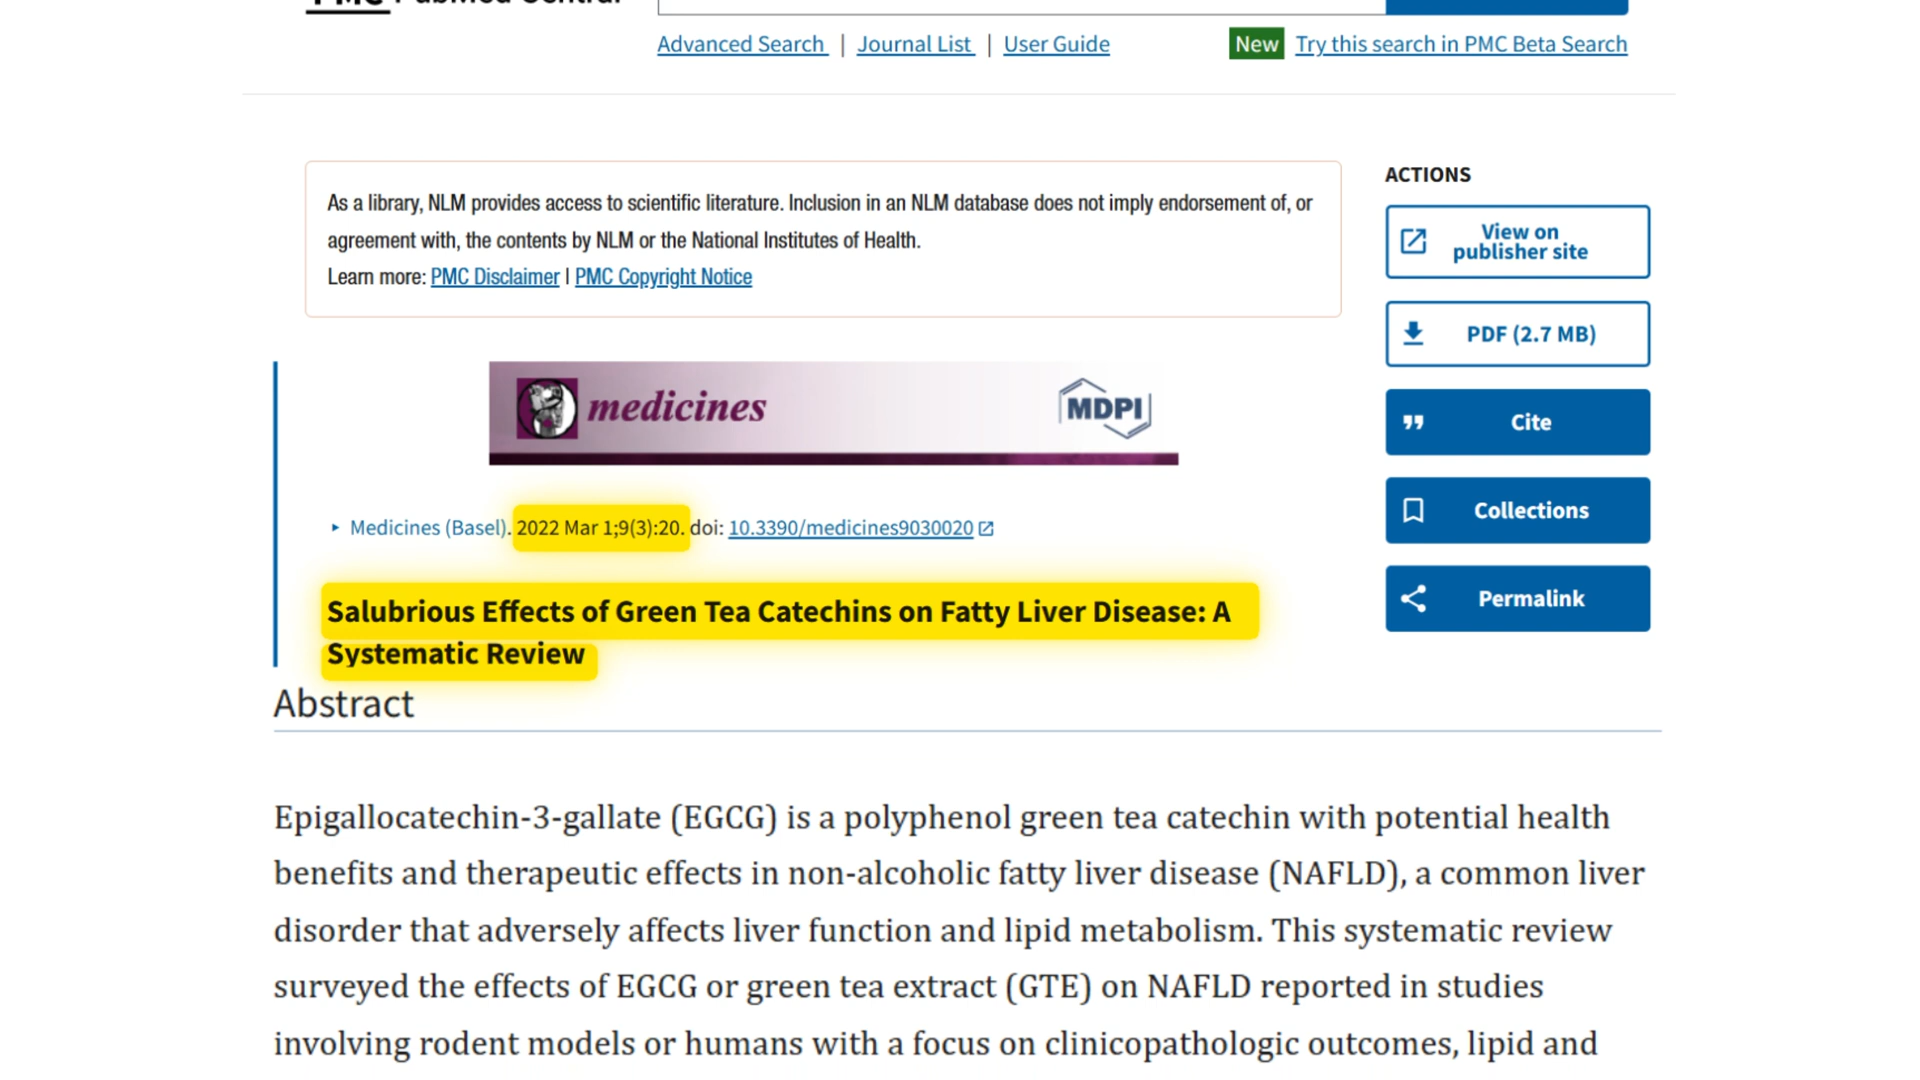 PMC PubMed Central
Advanced Search | Journal List | User Guide
New Try this search in PMC Beta Search
As a library, NLM provides access to scientific literature. Inclusion in an NLM database does not imply endorsement of, or
agreement with, the contents by NLM or the National Institutes of Health.
Learn more: PMC Disclaimer | PMC Copyright Notice
medicines
MDPI
Medicines (Basel). 2022 Mar 1;9(3):20. doi: 10.3390/medicines9030020
Salubrious Effects of Green Tea Catechins on Fatty Liver Disease: A
Systematic Review
Abstract
Epigallocatechin-3-gallate (EGCG) is a polyphenol green tea catechin with potential health
benefits and therapeutic effects in non-alcoholic fatty liver disease (NAFLD), a common liver
disorder that adversely affects liver function and lipid metabolism. This systematic review
surveyed the effects of EGCG or green tea extract (GTE) on NAFLD reported in studies
involving rodent models or humans with a focus on clinicopathologic outcomes, lipid and
ACTIONS
View on
publisher site
PDF (2.7 MB)
Cite
Collections
Permalink